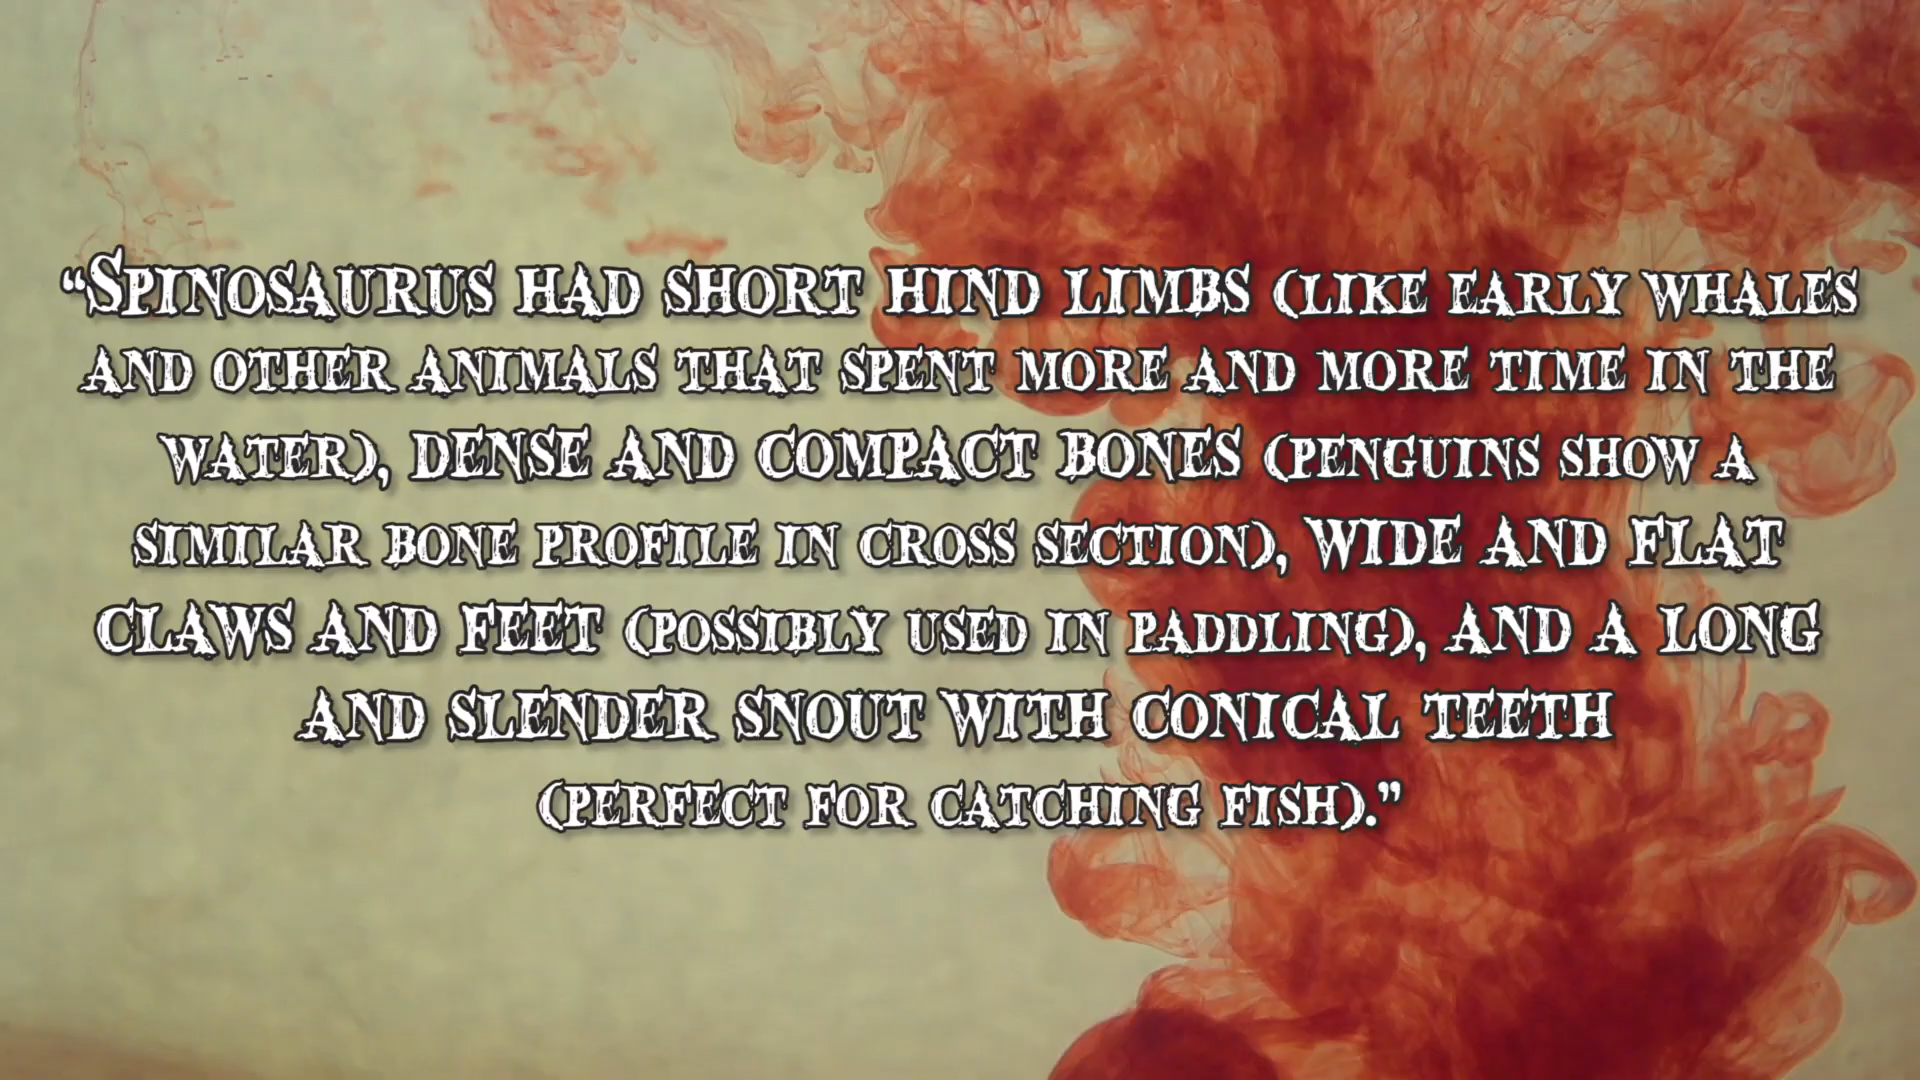 “Spinosaurus had short hind limbs (like early whales
and other animals that spent more and more time in the
water), dense and compact bones (penguins show a
similar bone profile in cross section), wide and flat
claws and feet (possibly used in paddling), and a long
and slender snout with conical teeth
(perfect for catching fish).”